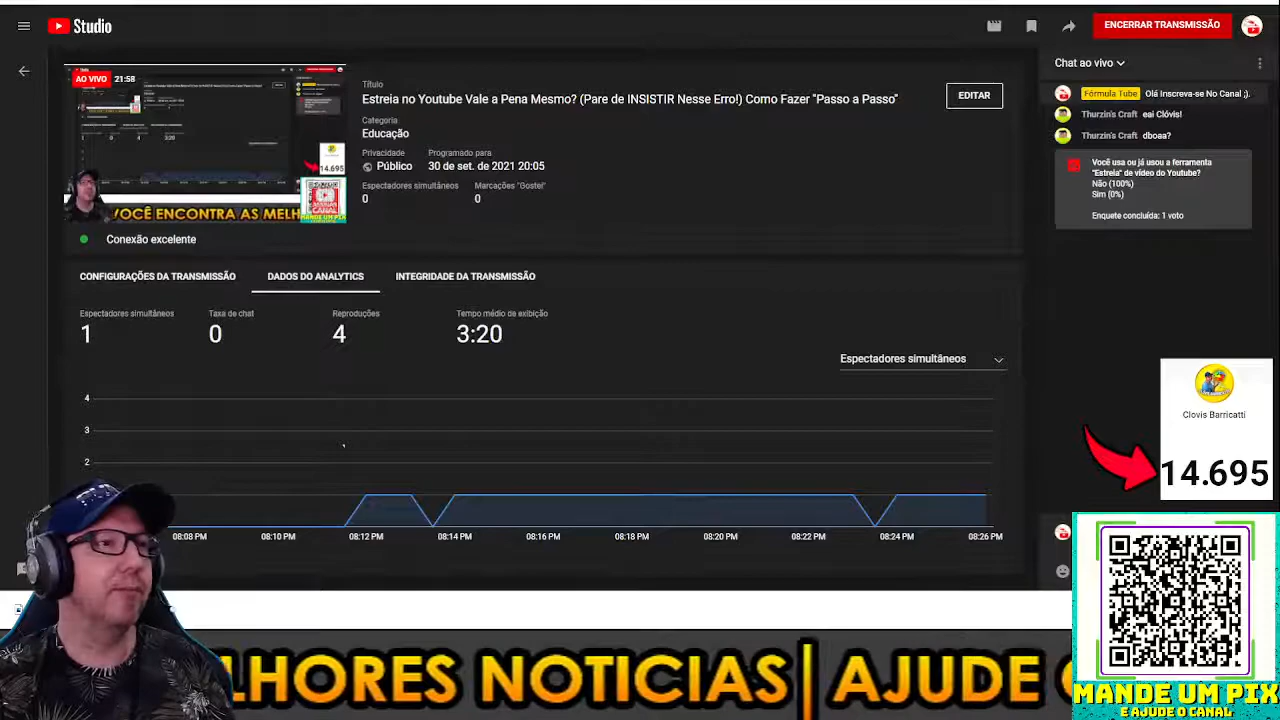 Studio
ENCERRAR TRANSMISSÃO
AO VIVO 21:58
14.695
VOCÊ ENCONTRA AS MELH
MANDE UM PIX
Título
Estreia no Youtube Vale a Pena Mesmo? (Pare de INSISTIR Nesse Erro!) Como Fazer "Passo a Passo"
EDITAR
Categoria
Educação
Privacidade
Programado para
Público
30 de set. de 2021 20:05
Espectadores simultâneos
Marcações "Gostei"
0
0
Conexão excelente
CONFIGURAÇÕES DA TRANSMISSÃO
DADOS DO ANALYTICS
INTEGRIDADE DA TRANSMISSÃO
Espectadores simultâneos
Taxa de chat
Reproduções
Tempo médio de exibição
1
0
4
3:20
Espectadores simultâneos
4
3
2
08:08 PM
08:10 PM
08:12 PM
08:14 PM
08:16 PM
08:18 PM
08:20 PM
08:22 PM
08:24 PM
08:26 PM
Chat ao vivo
Fórmula Tube Olá Inscreva-se No Canal ;).
Thurzin's Craft eai Clóvis!
Thurzin's Craft dboaa?
Você usa ou já usou a ferramenta
"Estreia" de vídeo do Youtube?
Não (100%)
Sim (0%)
Enquete concluída: 1 voto
Clovis Barricatti
14.695
LHORES NOTICIAS| AJUDE
MANDE UM PIX
E AJUDE O CANAL